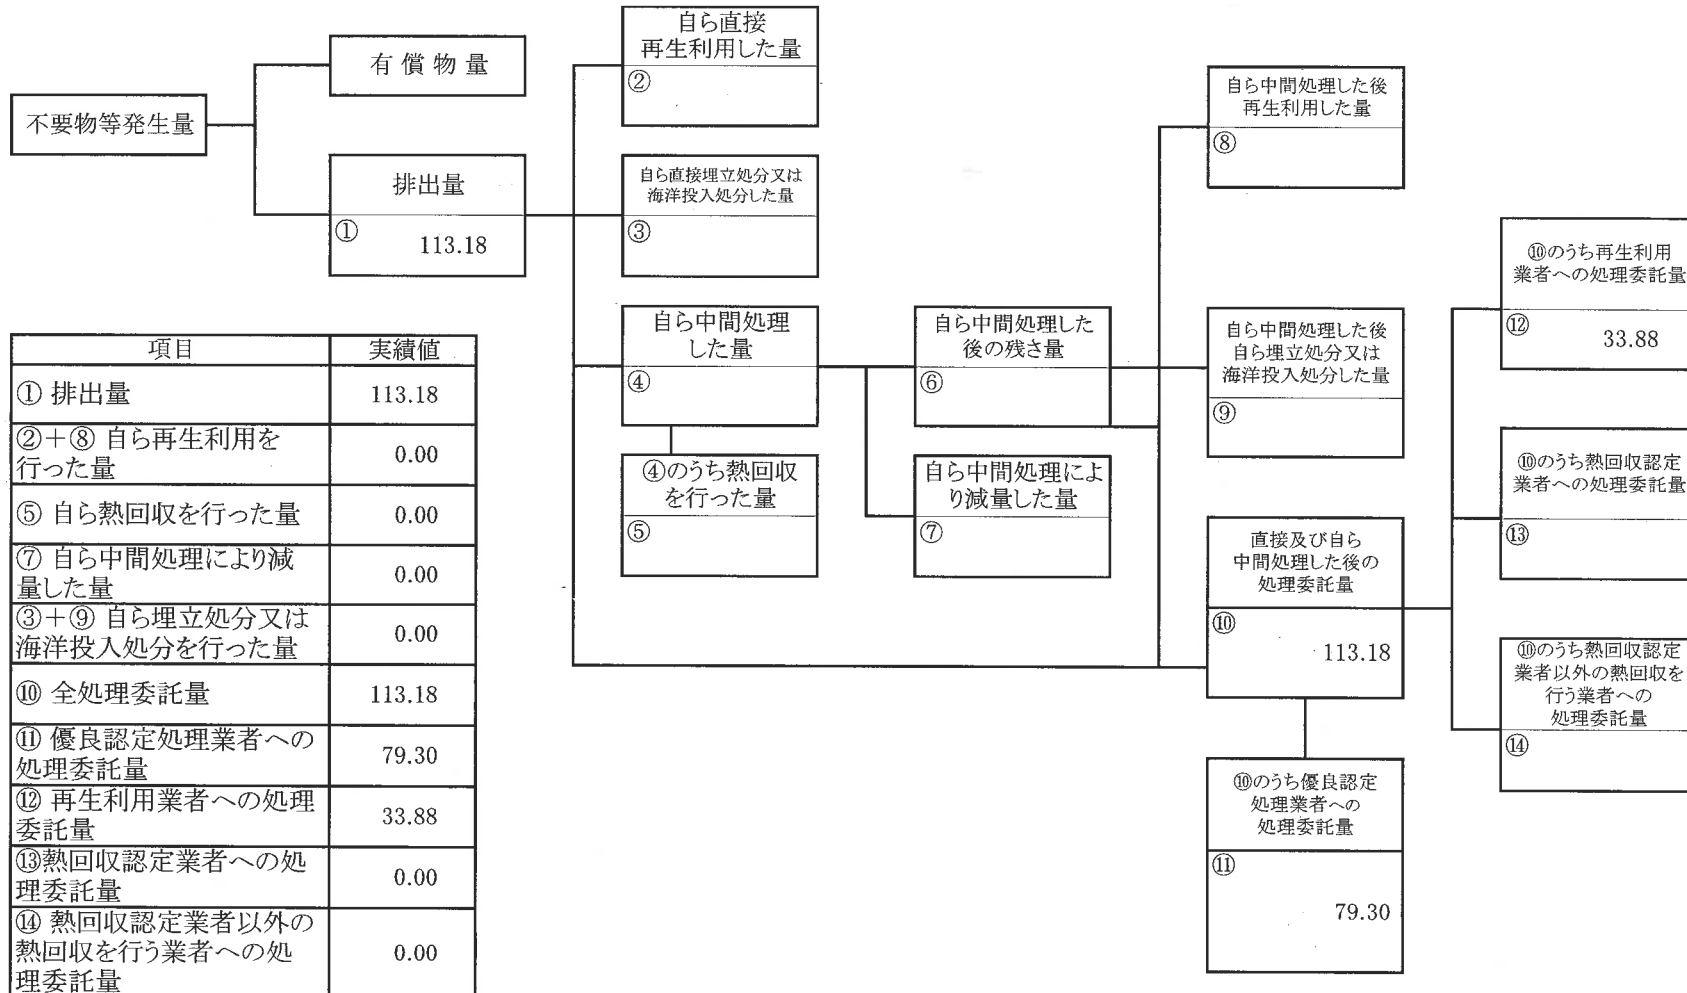 不要物等発生量
有償物量
排出量
①
113.18
自ら直接
再生利用した量
②
自ら直接埋立処分又は
海洋投入処分した量
③
自ら中間処理
した量
④
④のうち熱回収
を行った量
⑤
自ら中間処理した
後の残さ量
⑥
自ら中間処理によ
り減量した量
⑦
自ら中間処理した後
再生利用した量
⑧
自ら中間処理した後
自ら埋立処分又は
海洋投入処分した量
⑨
直接及び自ら
中間処理した後の
処理委託量
⑩
113.18
⑩のうち優良認定
処理業者への
処理委託量
⑪
79.30
⑩のうち再生利用
業者への処理委託量
⑫
33.88
⑩のうち熱回収認定
業者への処理委託量
⑬
⑩のうち熱回収認定
業者以外の熱回収を
行う業者への
処理委託量
⑭
項目 実績値
① 排出量 113.18
②+⑧ 自ら再生利用を
行った量 0.00
⑤ 自ら熱回収を行った量 0.00
⑦ 自ら中間処理により減
量した量 0.00
③+⑨ 自ら埋立処分又は
海洋投入処分を行った量 0.00
⑩ 全処理委託量 113.18
⑪ 優良認定処理業者への
処理委託量 79.30
⑫ 再生利用業者への処理
委託量 33.88
⑬熱回収認定業者への処
理委託量 0.00
⑭ 熱回収認定業者以外の
熱回収を行う業者への処
理委託量 0.00